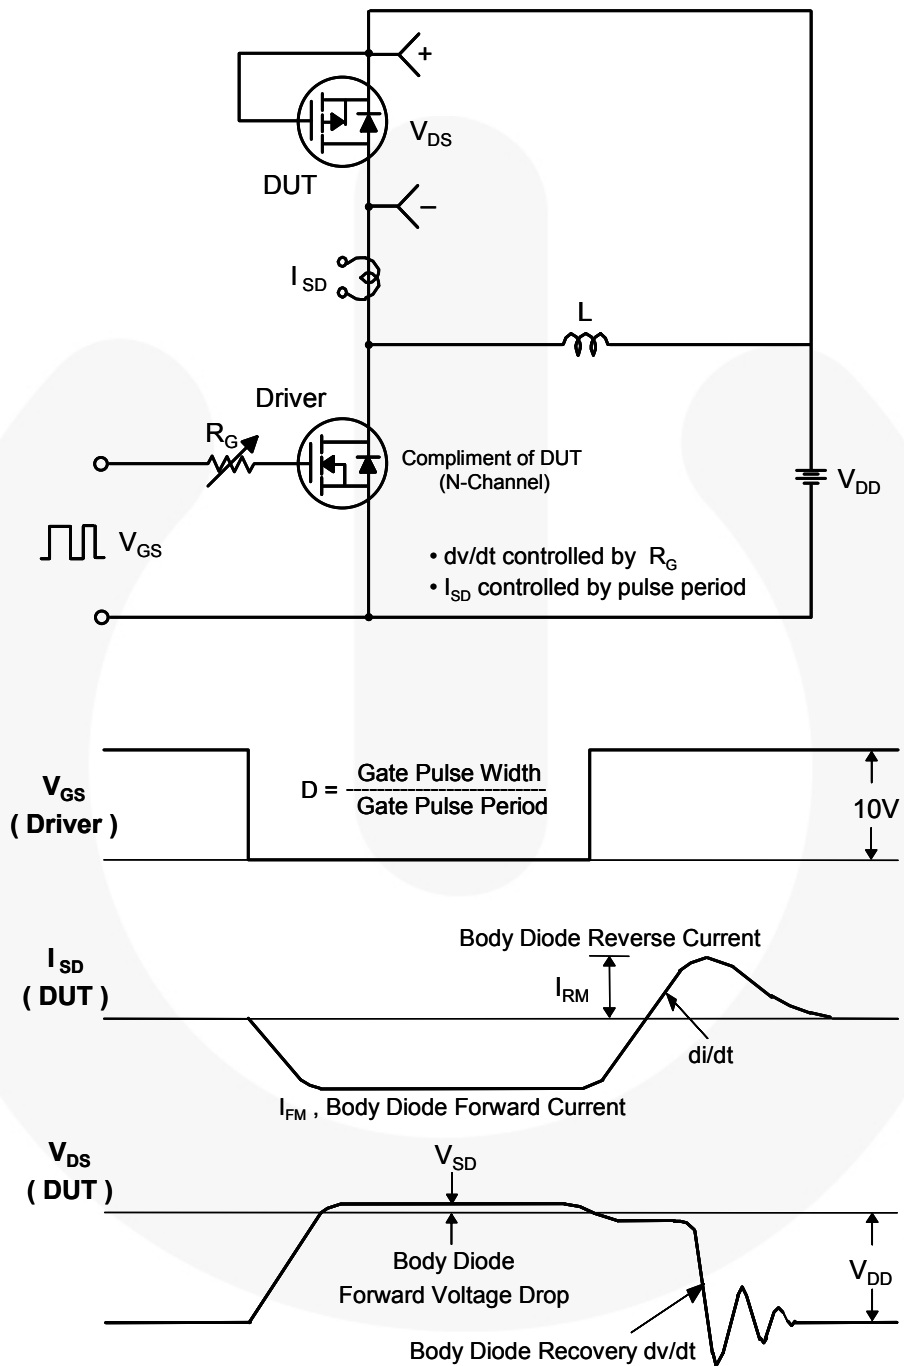 +
V_DS
DUT
−
I_SD
L
Driver
R_G
Compliment of DUT
(N-Channel)
V_DD
V_GS
• dv/dt controlled by R_G
• I_SD controlled by pulse period
V_GS
( Driver )
D = Gate Pulse Width
Gate Pulse Period
10V
Body Diode Reverse Current
I_SD
( DUT )
I_RM
di/dt
I_FM , Body Diode Forward Current
V_DS
( DUT )
V_SD
Body Diode
Forward Voltage Drop
V_DD
Body Diode Recovery dv/dt